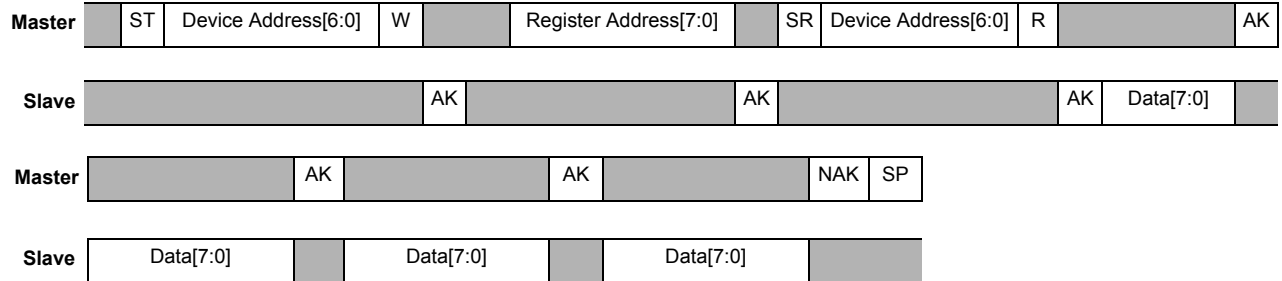 Master ST Device Address[6:0] W Register Address[7:0] SR Device Address[6:0] R AK
Slave AK AK AK Data[7:0]
Master AK AK NAK SP
Slave Data[7:0] Data[7:0] Data[7:0]